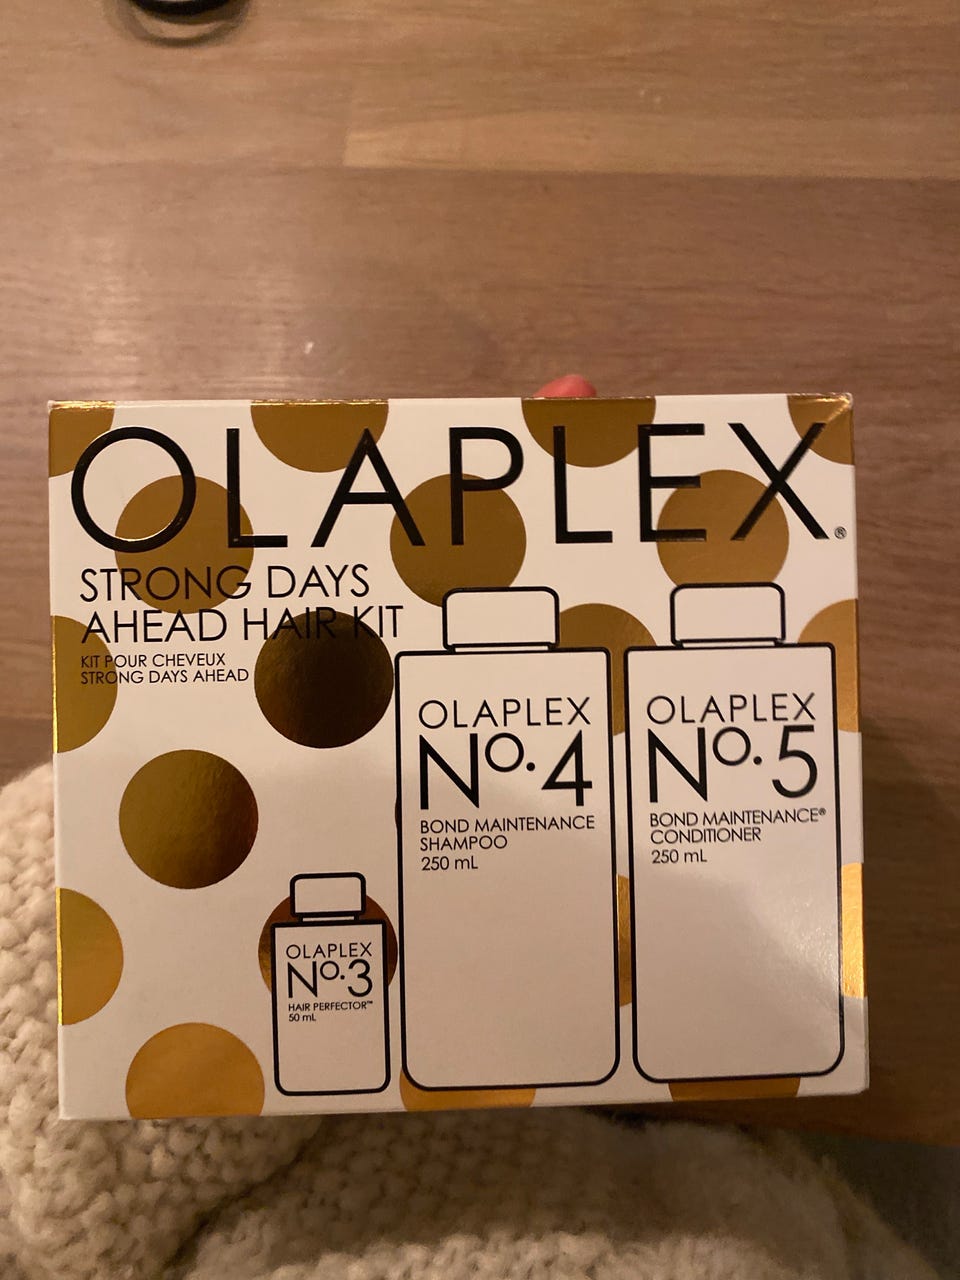 OLAPLEX®
STRONG DAYS
AHEAD HAIR KIT
KIT POUR CHEVEUX
STRONG DAYS AHEAD
OLAPLEX
Nº.3
HAIR PERFECTOR™
50 mL
OLAPLEX
Nº.4
BOND MAINTENANCE
SHAMPOO
250 mL
OLAPLEX
Nº.5
BOND MAINTENANCE®
CONDITIONER
250 mL